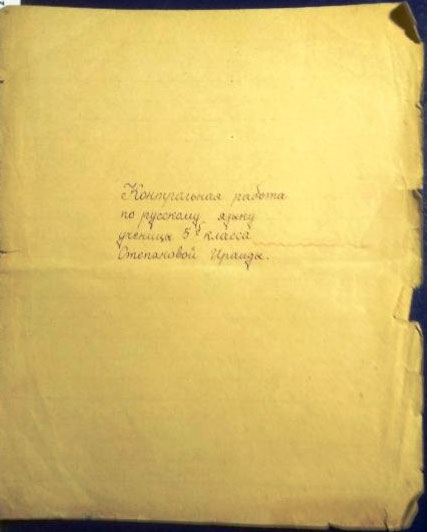 Контрольная работа
по русскому языку
ученицы 5 г класса
Степановой Ираиды.